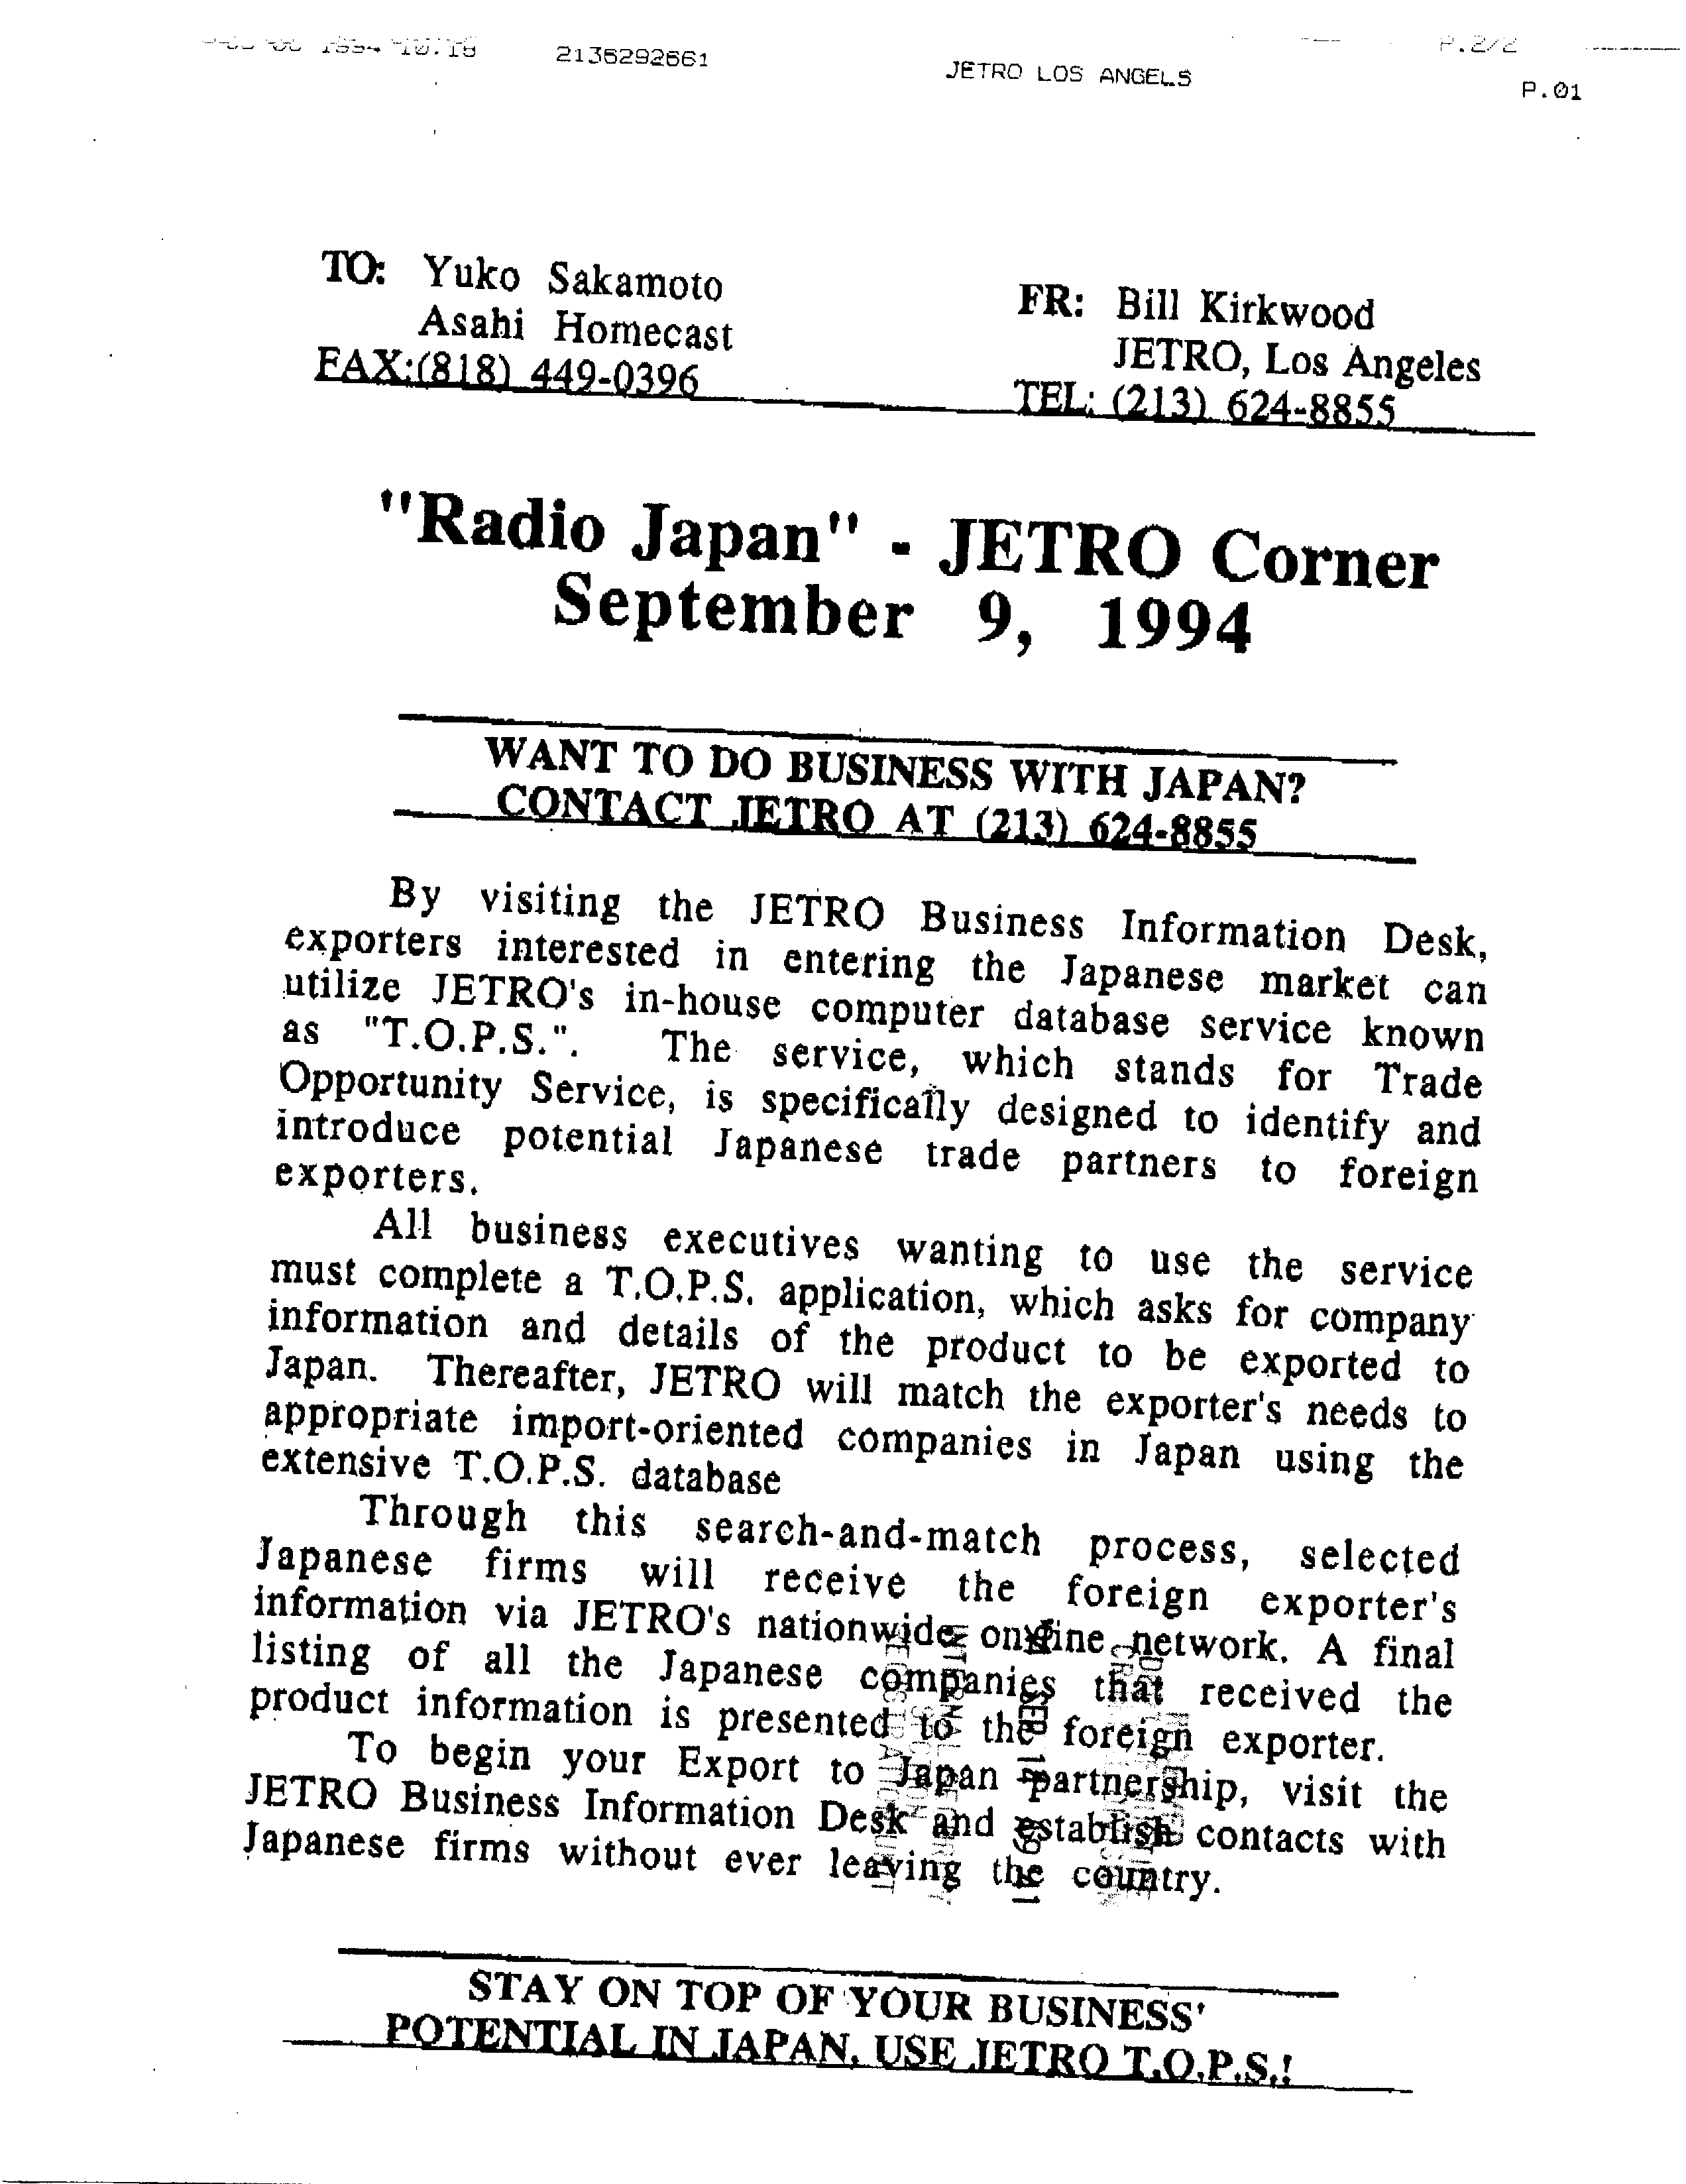 1994 10:18 2136292661 JETRO LOS ANGELS P.2/2
P.01
TO: Yuko Sakamoto
Asahi Homecast
FAX:(818) 449-0396
FR: Bill Kirkwood
JETRO, Los Angeles
TEL: (213) 624-8855
"Radio Japan" - JETRO Corner
September 9, 1994
WANT TO DO BUSINESS WITH JAPAN?
CONTACT JETRO AT (213) 624-8855
By visiting the JETRO Business Information Desk,
exporters interested in entering the Japanese market can
utilize JETRO's in-house computer database service known
as "T.O.P.S.". The service, which stands for Trade
Opportunity Service, is specifically designed to identify and
introduce potential Japanese trade partners to foreign
exporters.
All business executives wanting to use the service
must complete a T.O.P.S. application, which asks for company
information and details of the product to be exported to
Japan. Thereafter, JETRO will match the exporter's needs to
appropriate import-oriented companies in Japan using the
extensive T.O.P.S. database
Through this search-and-match process, selected
Japanese firms will receive the foreign exporter's
information via JETRO's nationwide on-line network. A final
listing of all the Japanese companies that received the
product information is presented to the foreign exporter.
To begin your Export to Japan partnership, visit the
JETRO Business Information Desk and establish contacts with
Japanese firms without ever leaving the country.
STAY ON TOP OF YOUR BUSINESS'
POTENTIAL IN JAPAN, USE JETRO T.O.P.S.!